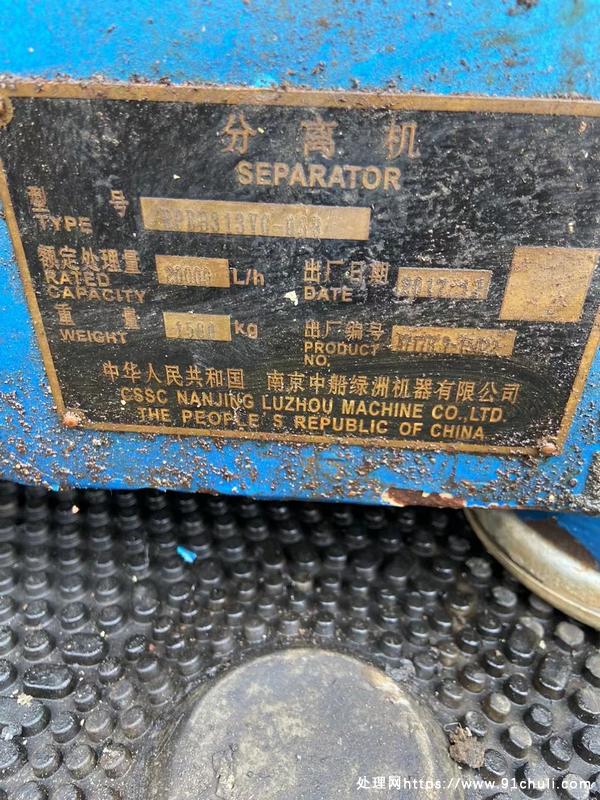 分离机
SEPARATOR
型号
TYPE
额定处理量
RATED CAPACITY
20000 L/h
出厂日期
DATE
重量
WEIGHT
kg
出厂编号
PRODUCT NO.
中华人民共和国 南京中船绿洲机器有限公司
CSSC NANJING LUZHOU MACHINE CO.,LTD.
THE PEOPLE'S REPUBLIC OF CHINA
处理网https://www.91chuli.com